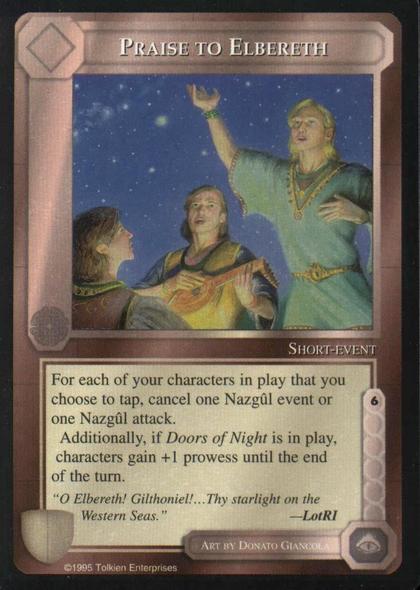 PRAISE TO ELBERETH
SHORT-EVENT
For each of your characters in play that you
choose to tap, cancel one Nazgûl event or
one Nazgûl attack.
Additionally, if Doors of Night is in play,
characters gain +1 prowess until the end
of the turn.
6
“O Elbereth! Gilthoniel!...Thy starlight on the
Western Seas.” —LotRI
ART BY DONATO GIANCOLA
©1995 Tolkien Enterprises